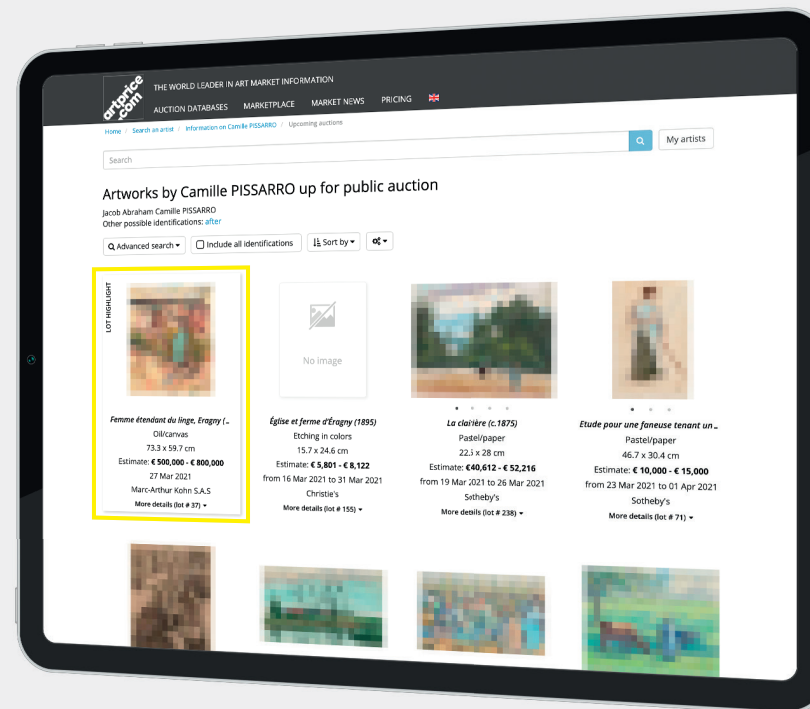 artprice
.com
THE WORLD LEADER IN ART MARKET INFORMATION
AUCTION DATABASES MARKETPLACE MARKET NEWS PRICING
Home / Search an artist / Information on Camille PISSARRO / Upcoming auctions
Search
My artists
Artworks by Camille PISSARRO up for public auction
Jacob Abraham Camille PISSARRO
Other possible identifications: after
Advanced search
Include all identifications
Sort by
LOT HIGHLIGHT
Femme étendant du linge, Eragny (...
Oil/canvas
73.3 x 59.7 cm
Estimate: € 500,000 - € 800,000
27 Mar 2021
Marc-Arthur Kohn S.A.S
More details (lot # 37)
No image
Église et ferme d'Éragny (1895)
Etching in colors
15.7 x 24.6 cm
Estimate: € 5,801 - € 8,122
from 16 Mar 2021 to 31 Mar 2021
Christie's
More details (lot # 155)
La clairière (c.1875)
Pastel/paper
22.5 x 28 cm
Estimate: €40,612 - € 52,216
from 19 Mar 2021 to 26 Mar 2021
Sotheby's
More details (lot # 238)
Etude pour une faneuse tenant un...
Pastel/paper
46.7 x 30.4 cm
Estimate: € 10,000 - € 15,000
from 23 Mar 2021 to 01 Apr 2021
Sotheby's
More details (lot # 71)